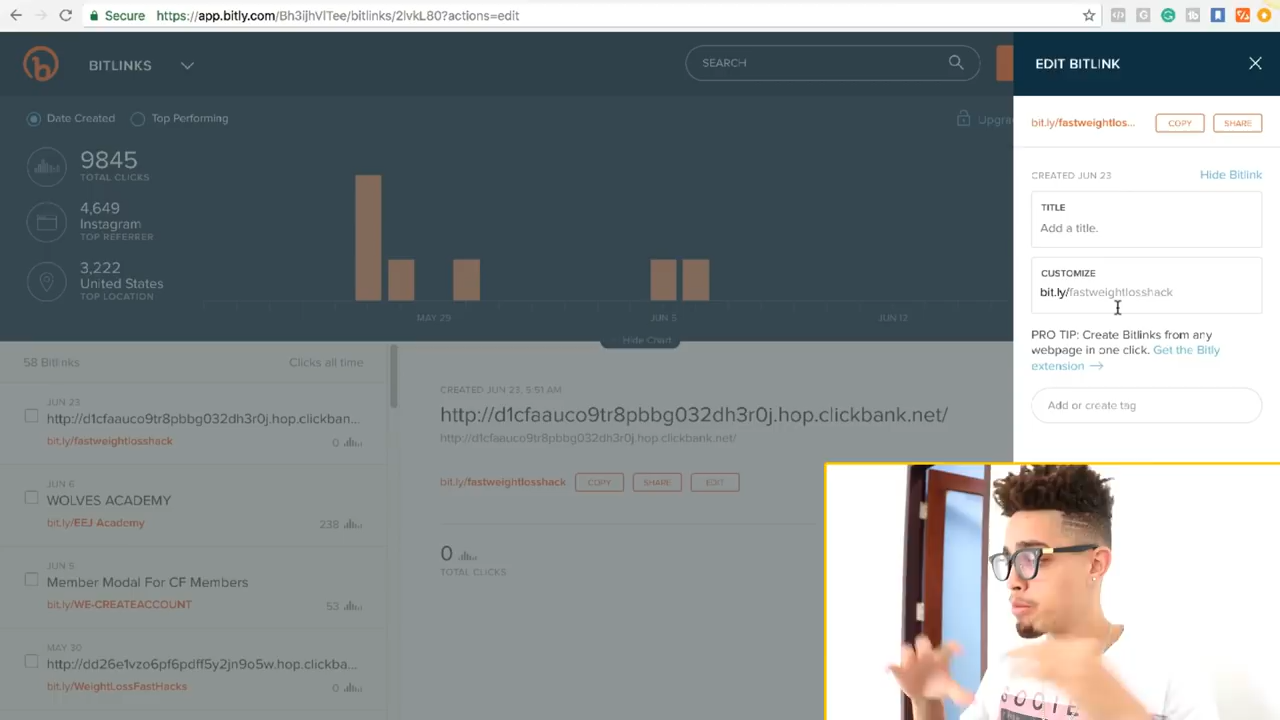 Secure
https://app.bitly.com/Bh3ijhVlTee/bitlinks/2lvkL80?actions=edit
BITLINKS
SEARCH
EDIT BITLINK
Date Created
Top Performing
9845
TOTAL CLICKS
4,649
Instagram
TOP REFERRER
3,222
United States
TOP LOCATION
MAY 29
JUN 5
JUN 12
Hide Chart
bit.ly/fastweightlos...
COPY
SHARE
CREATED JUN 23
Hide Bitlink
TITLE
Add a title.
CUSTOMIZE
bit.ly/fastweightlosshack
PRO TIP: Create Bitlinks from any
webpage in one click. Get the Bitly
extension →
Add or create tag
58 Bitlinks
Clicks all time
JUN 23
http://d1cfaauco9tr8pbbg032dh3r0j.hop.clickban...
bit.ly/fastweightlosshack
0
JUN 6
WOLVES ACADEMY
bit.ly/EEJ Academy
238
JUN 5
Member Modal For CF Members
bit.ly/WE-CREATEACCOUNT
53
MAY 30
http://dd26e1vzo6pf6pdff5y2jn9o5w.hop.clickba...
bit.ly/WeightLossFastHacks
0
CREATED JUN 23, 5:51 AM
http://d1cfaauco9tr8pbbg032dh3r0j.hop.clickbank.net/
http://d1cfaauco9tr8pbbg032dh3r0j.hop.clickbank.net/
bit.ly/fastweightlosshack
COPY
SHARE
EDIT
0
TOTAL CLICKS